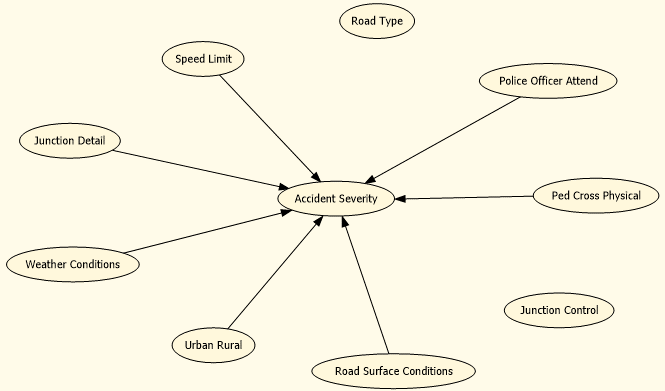 Road Type
Speed Limit
Police Officer Attend
Junction Detail
Accident Severity
Ped Cross Physical
Weather Conditions
Junction Control
Urban Rural
Road Surface Conditions